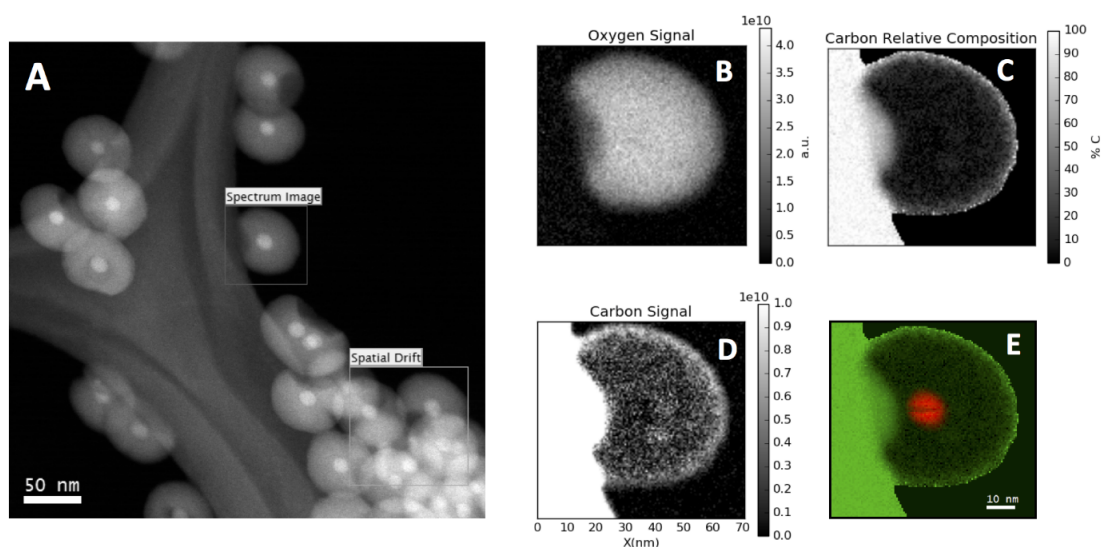 A
Spectrum Image
Spatial Drift
50 nm
Oxygen Signal
B
1e10
4.0
3.5
3.0
2.5
2.0
1.5
1.0
0.5
0.0
a.u.
Carbon Relative Composition
C
100
90
80
70
60
50
40
30
20
10
0
% C
Carbon Signal
D
1e10
1.0
0.9
0.8
0.7
0.6
0.5
0.4
0.3
0.2
0.1
0.0
0 10 20 30 40 50 60 70
X(nm)
E
10 nm